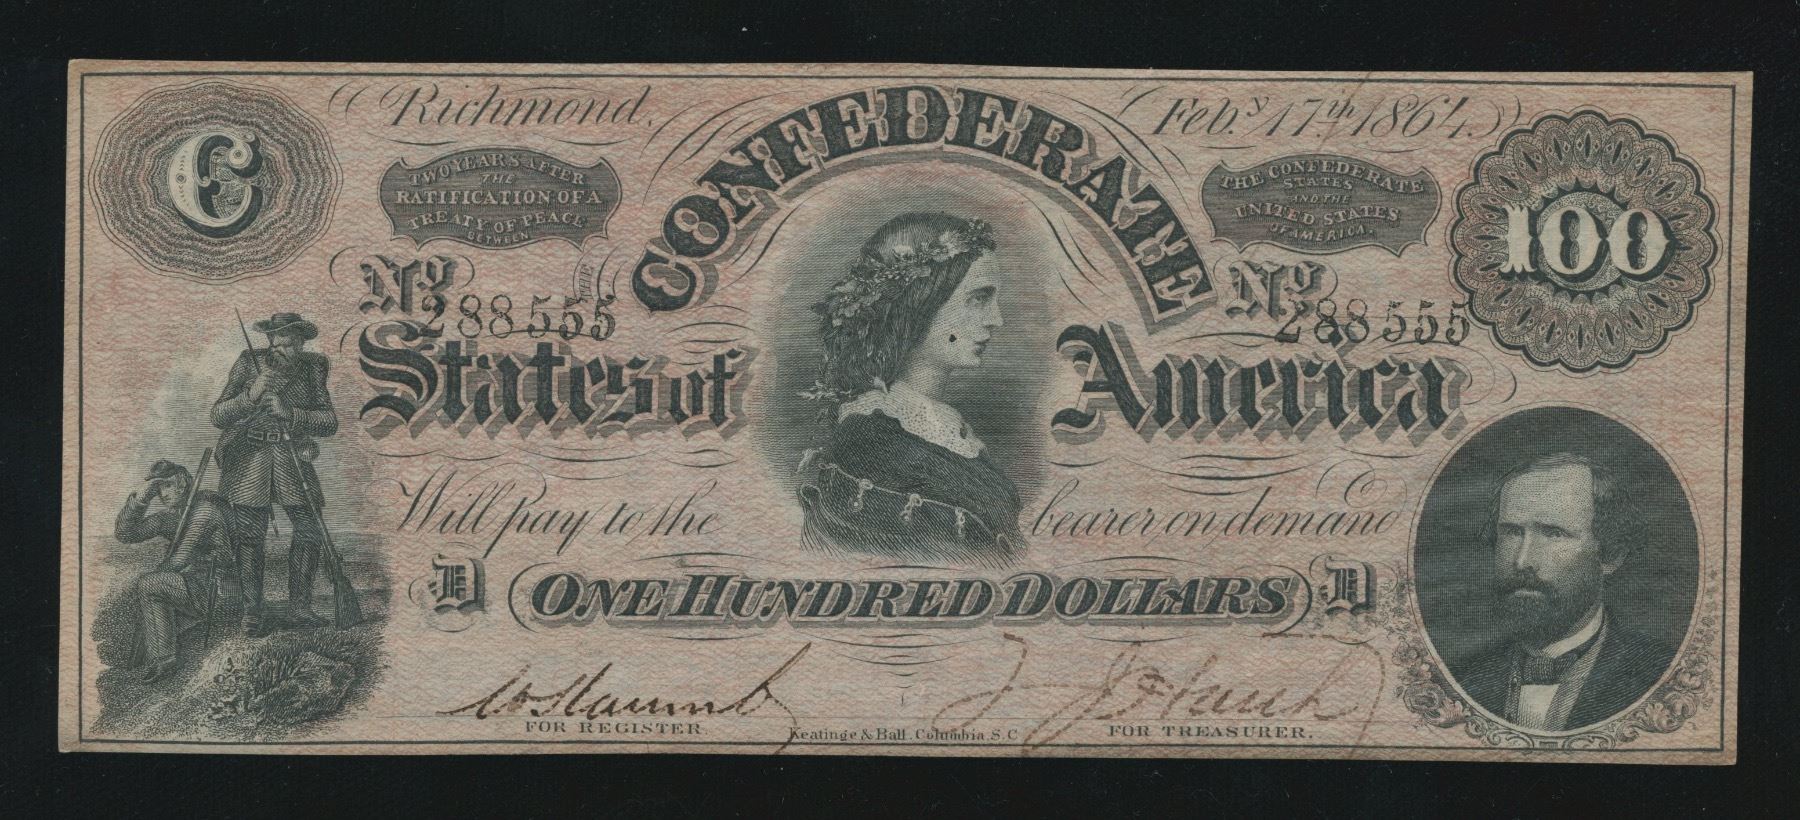 C
Richmond, Feb.y 17th 1864
TWO YEARS AFTER
THE
RATIFICATION OF A
TREATY OF PEACE
BETWEEN
THE
CONFEDERATE
THE CONFEDERATE
STATES
AND THE
UNITED STATES
OF AMERICA.
100
No 288555
No 288555
States of America
Will pay to the bearer on demand
D ONE HUNDRED DOLLARS D
FOR REGISTER.
Keatinge & Ball. Columbia, S.C
FOR TREASURER.